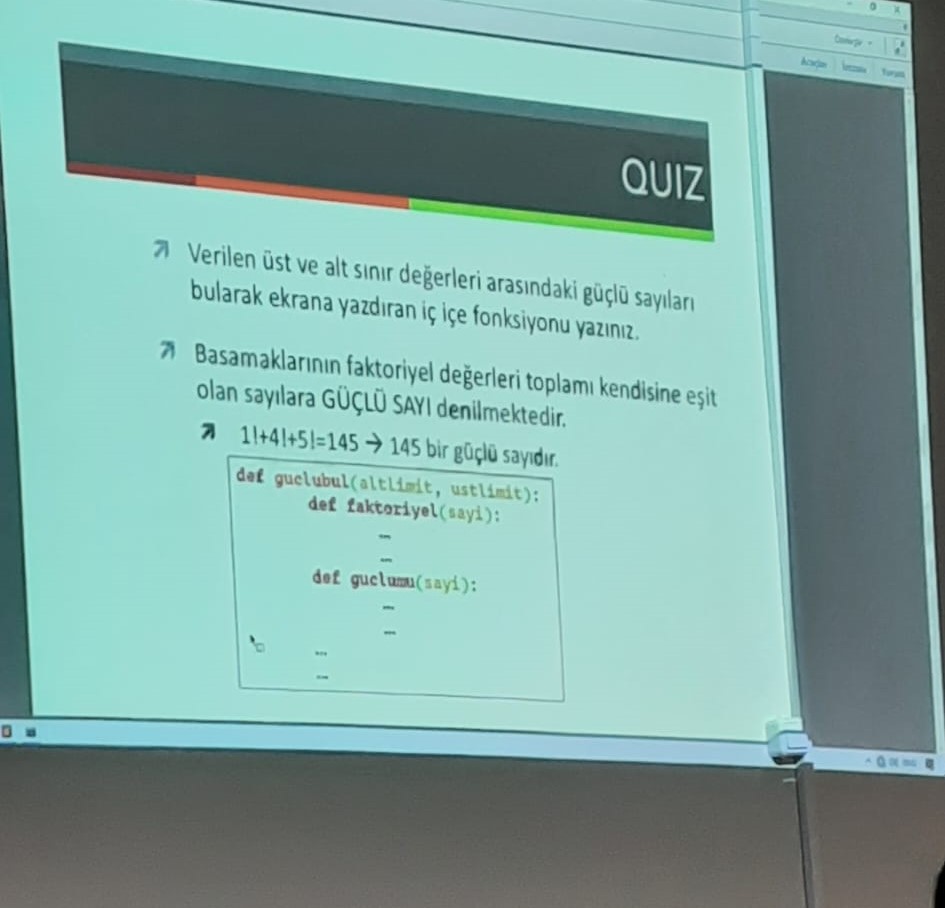 QUIZ
Verilen üst ve alt sınır değerleri arasındaki güçlü sayıları
bularak ekrana yazdıran iç içe fonksiyonu yazınız.
Basamaklarının faktoriyel değerleri toplamı kendisine eşit
olan sayılara GÜÇLÜ SAYI denilmektedir.
1!+4!+5!=145 → 145 bir güçlü sayıdır.
def guclubul(altlimit, ustlimit):
def faktoriyel(sayi):
...
...
def guclumu(sayi):
...
...
...
...